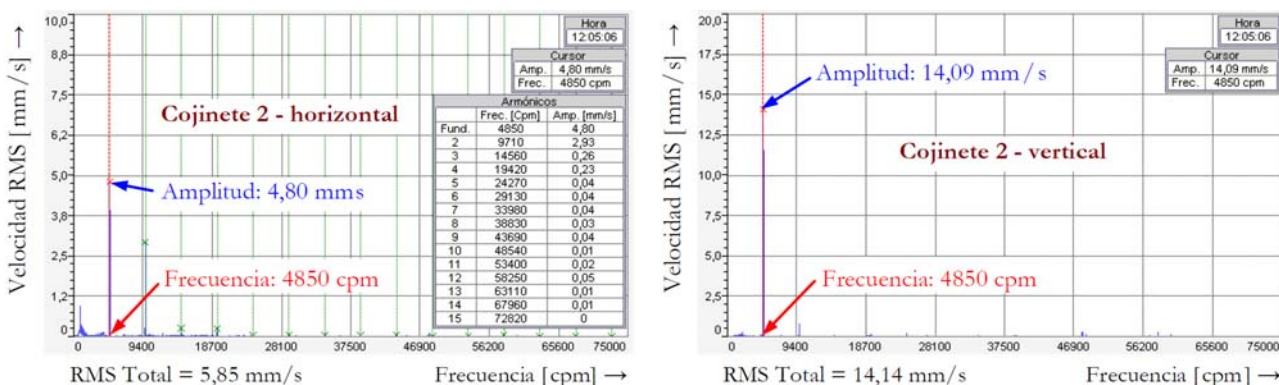 Velocidad RMS [mm/s] →
10,0
8,8
7,5
6,2
5,0
3,8
2,5
1,2
0
Hora
12:05:06
Cursor
Amp. 4,80 mm/s
Frec. 4850 cpm
Cojinete 2 - horizontal
Armónicos
Frec. [Cpm] Amp. [mm/s]
Fund. 4850 4,80
2 9710 2,93
3 14560 0,26
4 19420 0,23
5 24270 0,04
6 29130 0,04
7 33980 0,04
8 38830 0,03
9 43690 0,04
10 48540 0,01
11 53400 0,02
12 58250 0,05
13 63110 0,01
14 67960 0,01
15 72820 0
Amplitud: 4,80 mms
Frecuencia: 4850 cpm
0 9400 18700 28100 37500 46900 56200 65600 75000
RMS Total = 5,85 mm/s Frecuencia [cpm] →
Velocidad RMS [mm/s] →
20,0
17,5
15,0
12,5
10,0
7,5
5,0
2,5
0
Hora
12:05:06
Cursor
Amp. 14,09 mm/s
Frec. 4850 cpm
Amplitud: 14,09 mm/s
Cojinete 2 - vertical
Frecuencia: 4850 cpm
0 9400 18700 28100 37500 46900 56200 65600 75000
RMS Total = 14,14 mm/s Frecuencia [cpm] →